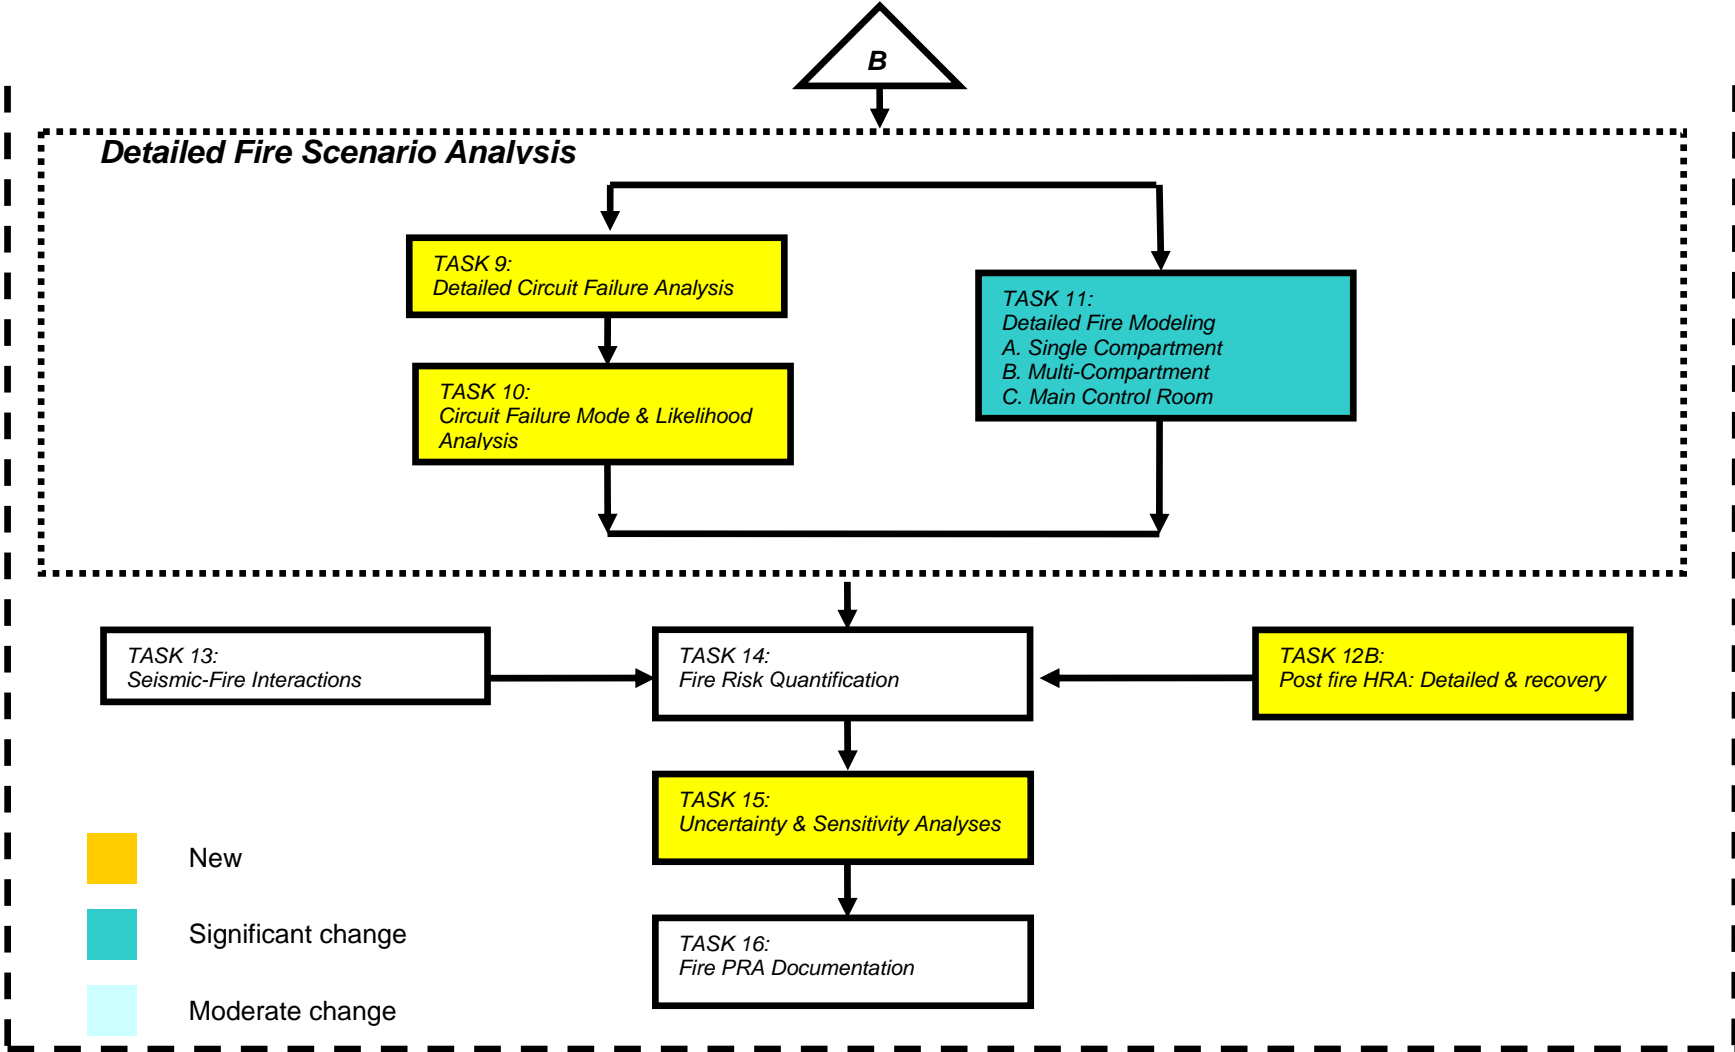 B
Detailed Fire Scenario Analysis
TASK 9:
Detailed Circuit Failure Analysis
TASK 10:
Circuit Failure Mode & Likelihood
Analysis
TASK 11:
Detailed Fire Modeling
A. Single Compartment
B. Multi-Compartment
C. Main Control Room
TASK 13:
Seismic-Fire Interactions
TASK 14:
Fire Risk Quantification
TASK 12B:
Post fire HRA: Detailed & recovery
TASK 15:
Uncertainty & Sensitivity Analyses
TASK 16:
Fire PRA Documentation
New
Significant change
Moderate change